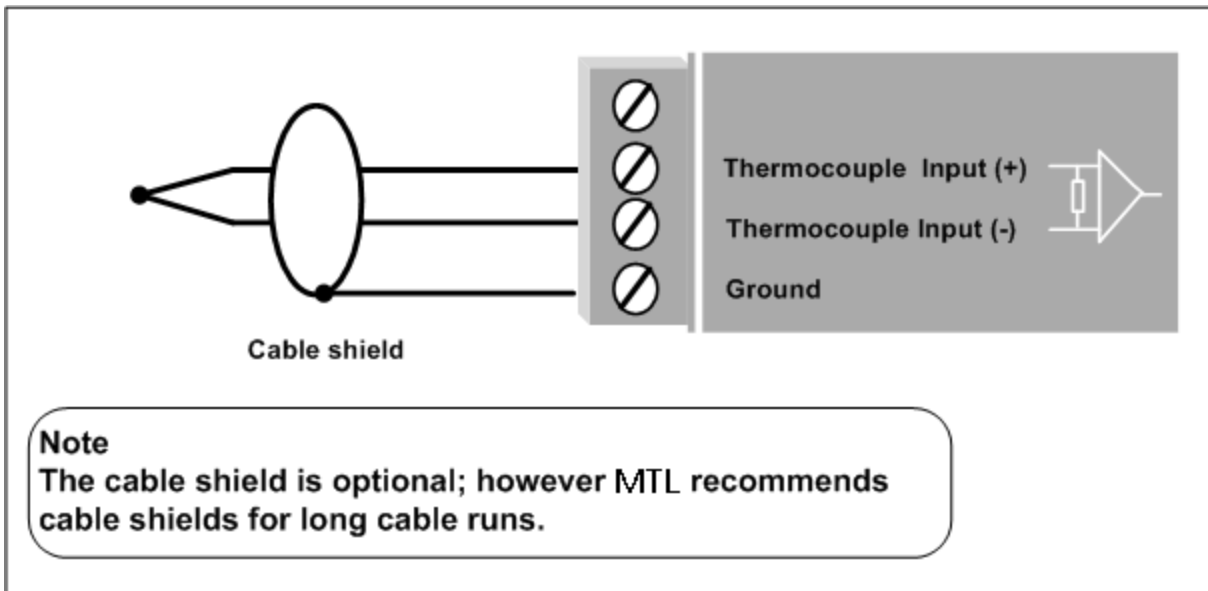 Thermocouple Input (+)
Thermocouple Input (-)
Ground
Cable shield
Note
The cable shield is optional; however MTL recommends
cable shields for long cable runs.